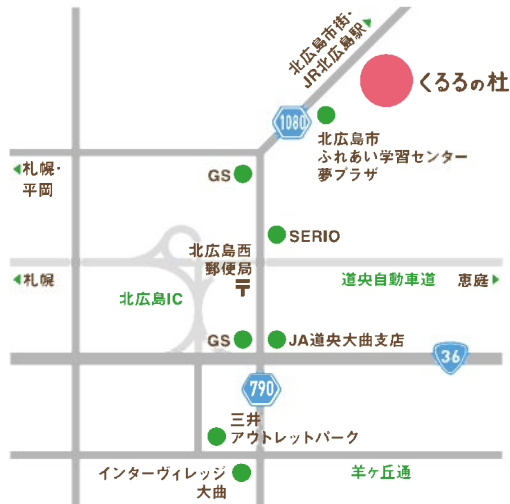 北広島市街・
JR北広島駅
くるるの杜
1080
北広島市
ふれあい学習センター
夢プラザ
札幌・
平岡
GS
SERIO
北広島西
郵便局
〒
札幌
北広島IC
道央自動車道
恵庭
GS
JA道央大曲支店
36
790
三井
アウトレットパーク
インターヴィレッジ
大曲
羊ヶ丘通